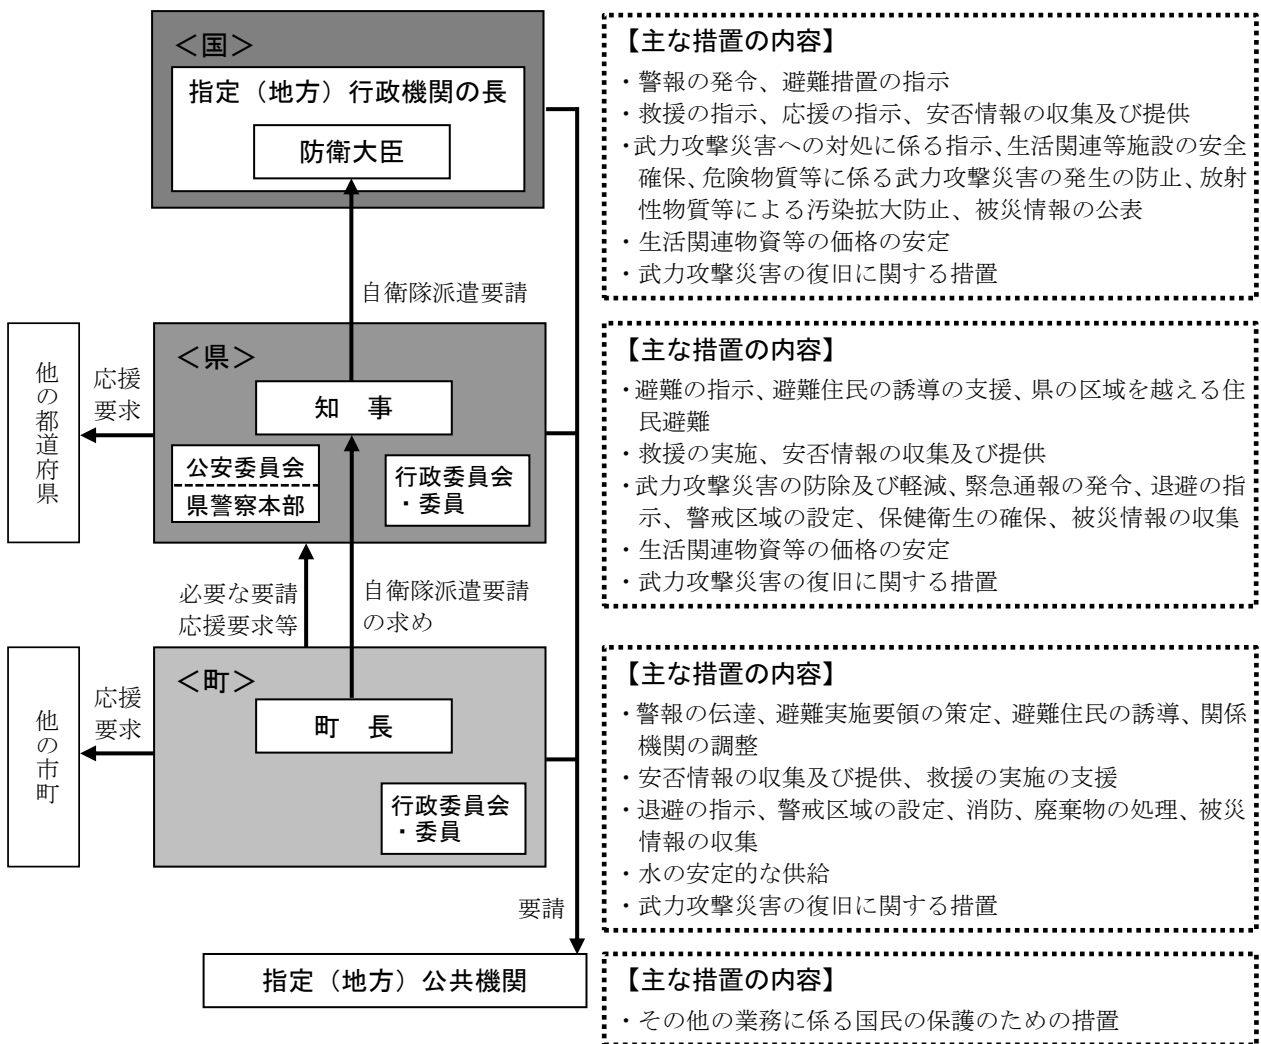 ＜国＞
指定（地方）行政機関の長
防衛大臣
【主な措置の内容】
・警報の発令、避難措置の指示
・救援の指示、応援の指示、安否情報の収集及び提供
・武力攻撃災害への対処に係る指示、生活関連等施設の安全
確保、危険物質等に係る武力攻撃災害の発生の防止、放射
性物質等による汚染拡大防止、被災情報の公表
・生活関連物資等の価格の安定
・武力攻撃災害の復旧に関する措置
自衛隊派遣要請
他の都道府県
応援
要求
＜県＞
知　事
公安委員会
県警察本部
行政委員会
・委員
【主な措置の内容】
・避難の指示、避難住民の誘導の支援、県の区域を越える住
民避難
・救援の実施、安否情報の収集及び提供
・武力攻撃災害の防除及び軽減、緊急通報の発令、退避の指
示、警戒区域の設定、保健衛生の確保、被災情報の収集
・生活関連物資等の価格の安定
・武力攻撃災害の復旧に関する措置
必要な要請
応援要求等
自衛隊派遣要請
の求め
他の市町
応援
要求
＜町＞
町　長
行政委員会
・委員
【主な措置の内容】
・警報の伝達、避難実施要領の策定、避難住民の誘導、関係
機関の調整
・安否情報の収集及び提供、救援の実施の支援
・退避の指示、警戒区域の設定、消防、廃棄物の処理、被災
情報の収集
・水の安定的な供給
・武力攻撃災害の復旧に関する措置
要請
指定（地方）公共機関
【主な措置の内容】
・その他の業務に係る国民の保護のための措置